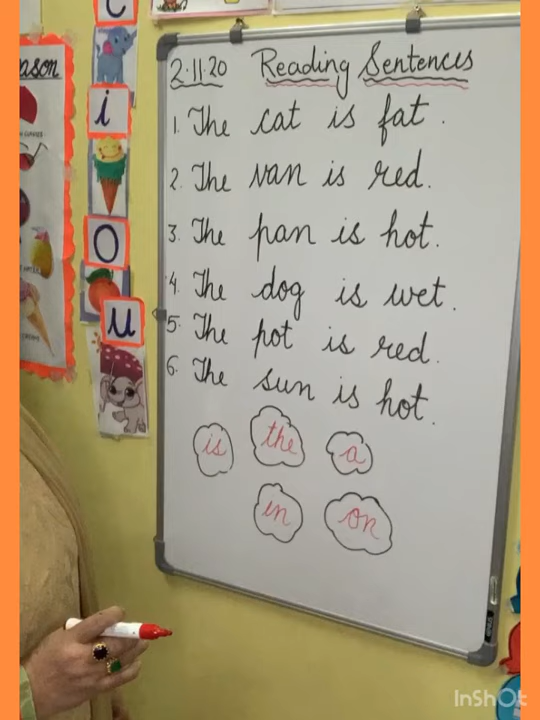 ason
i
o
u
2.11.20 Reading Sentences
1. The cat is fat.
2. The van is red.
3. The pan is hot.
4. The dog is wet.
5. The pot is red.
6. The sun is hot.
is the a
in on
InShOt